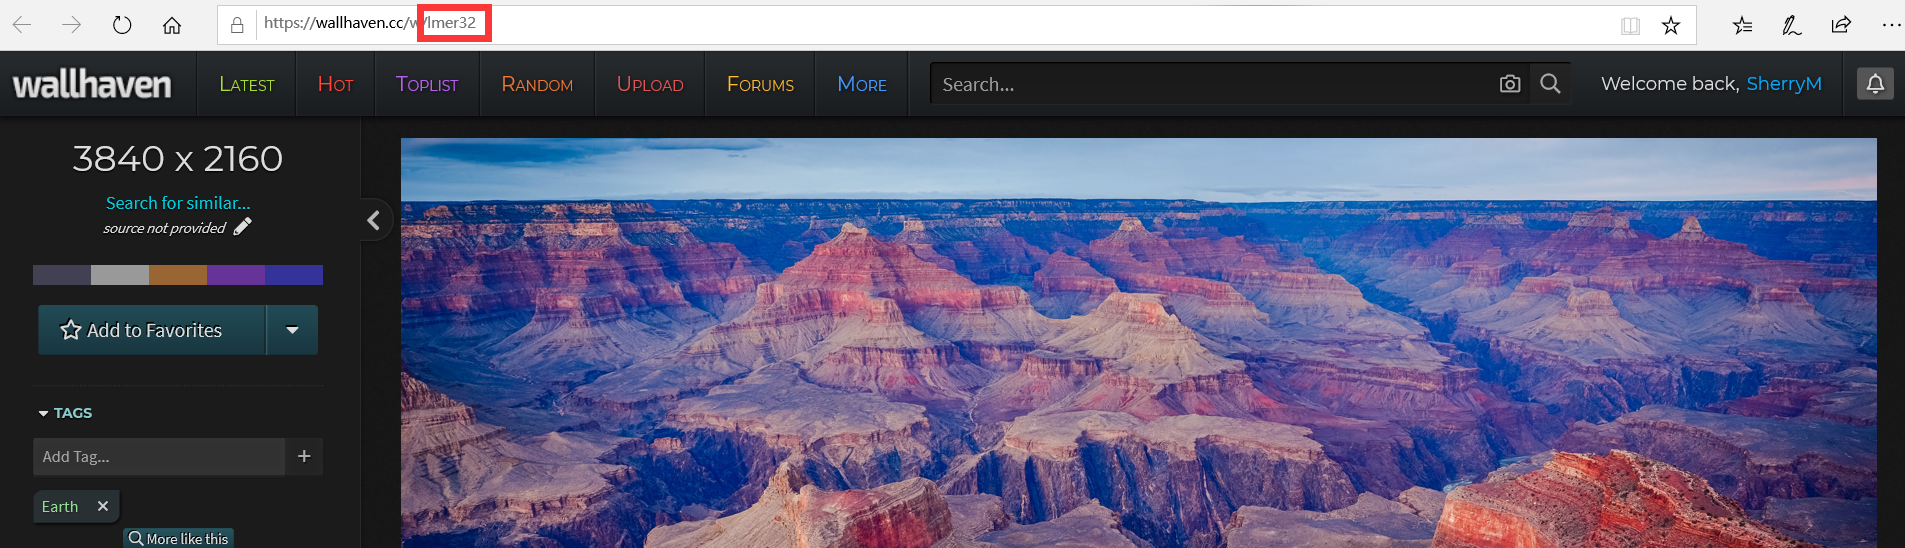 https://wallhaven.cc/w/lmer32
wallhaven LATEST HOT TOPLIST RANDOM UPLOAD FORUMS MORE Search... Welcome back, SherryM
3840 x 2160
Search for similar...
source not provided
Add to Favorites
TAGS
Add Tag... +
Earth ×
More like this